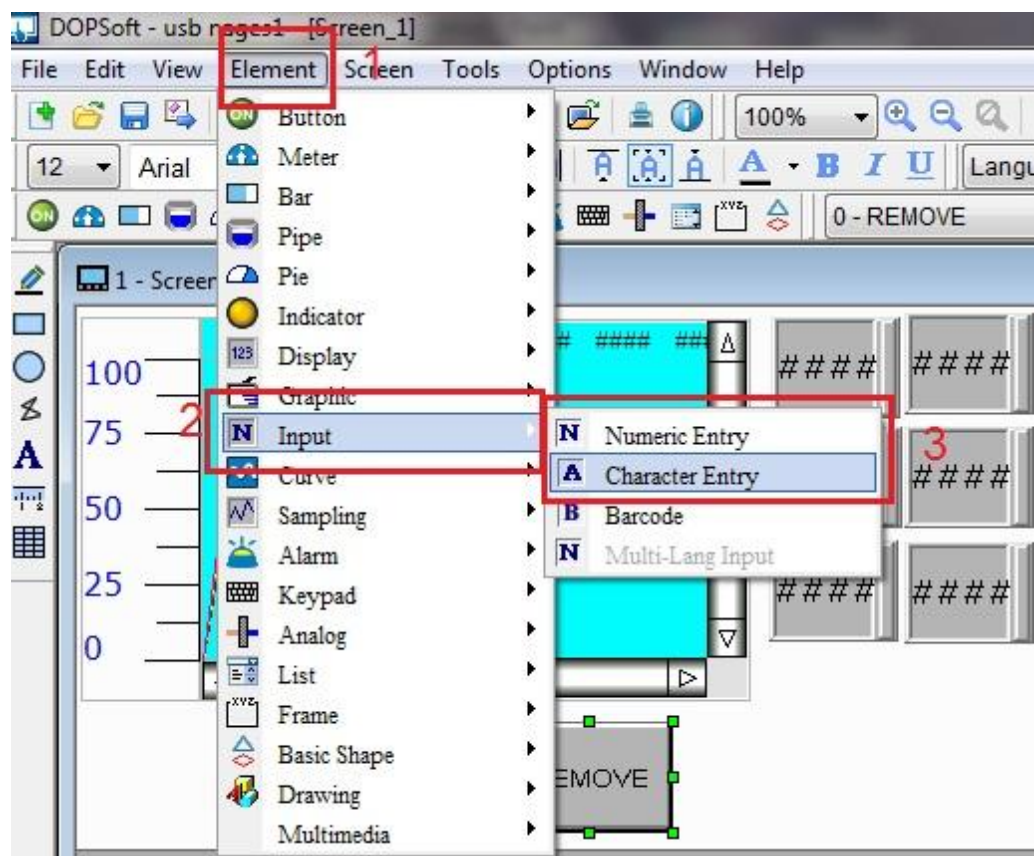 DOPSoft - usb pages1 - [Screen_1]
1
File Edit View Element Screen Tools Options Window Help
Button
100%
12 Arial
Meter
A A A A B I U Langu
Bar
0 - REMOVE
Pipe
1 - Screen
Pie
Indicator
123 Display
# #### ###
#### ####
100
Graphic
2
N Input
N Numeric Entry
75
3
Curve
A Character Entry
####
50
Sampling
B Barcode
Alarm
N Multi-Lang Input
25
Keypad
#### ####
Analog
0
List
XYZ Frame
Basic Shape
EMOVE
Drawing
Multimedia